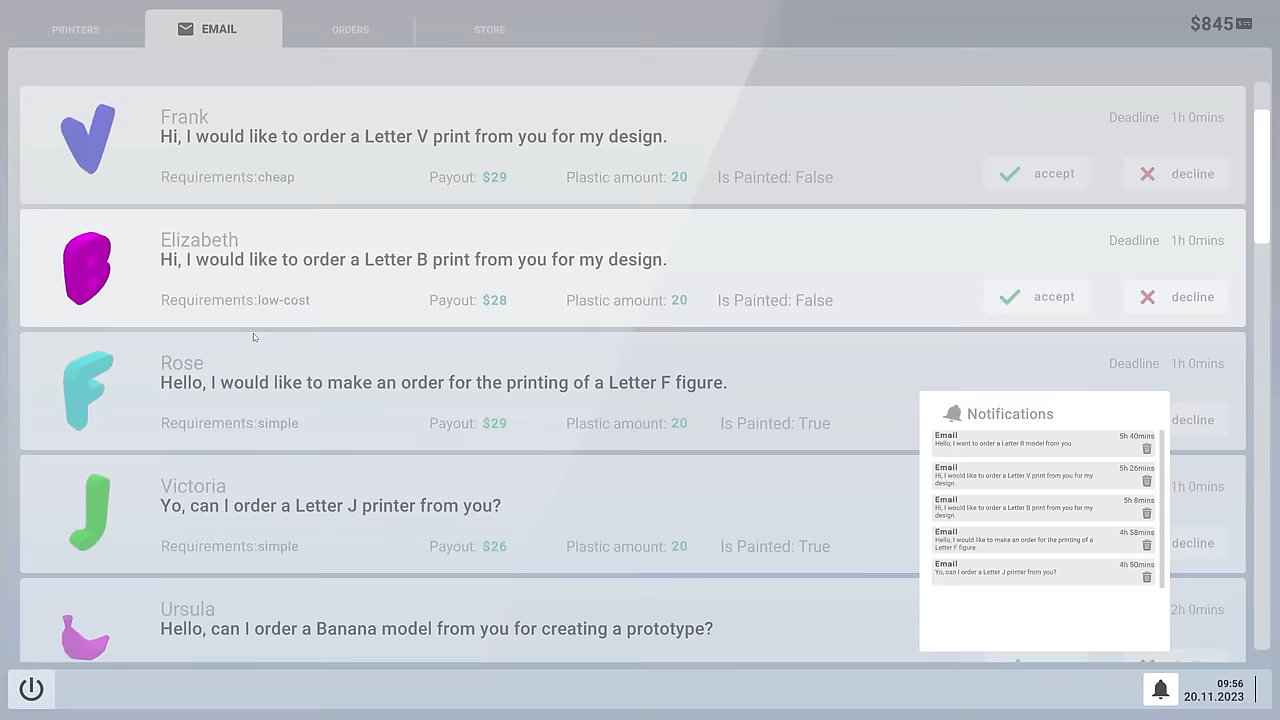 PRINTERS
EMAIL
ORDERS
STORE
$845
Frank
Deadline 1h 0mins
Hi, I would like to order a Letter V print from you for my design.
Requirements:cheap
Payout: $29
Plastic amount: 20
Is Painted: False
accept
decline
Elizabeth
Deadline 1h 0mins
Hi, I would like to order a Letter B print from you for my design.
Requirements:low-cost
Payout: $28
Plastic amount: 20
Is Painted: False
accept
decline
Rose
Deadline 1h 0mins
Hello, I would like to make an order for the printing of a Letter F figure.
Requirements:simple
Payout: $29
Plastic amount: 20
Is Painted: True
decline
Victoria
1h 0mins
Yo, can I order a Letter J printer from you?
Requirements:simple
Payout: $26
Plastic amount: 20
Is Painted: True
decline
Ursula
2h 0mins
Hello, can I order a Banana model from you for creating a prototype?
Notifications
Email 5h 40mins
Hello, I want to order a Letter B model from you.
Email 5h 26mins
Hi, I would like to order a Letter V print from you for my
design.
Email 5h 8mins
Hi, I would like to order a Letter B print from you for my
design.
Email 4h 58mins
Hello, I would like to make an order for the printing of a
Letter F figure.
Email 4h 50mins
Yo, can I order a Letter J printer from you?
09:56
20.11.2023